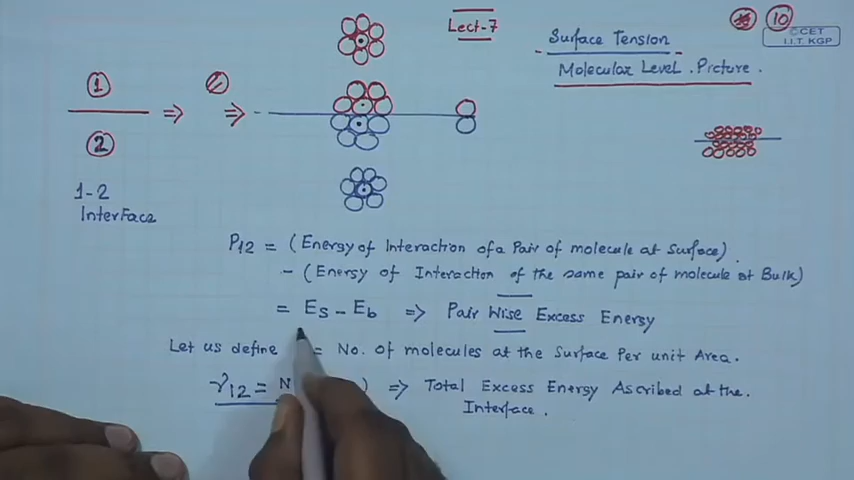 Lect-7
10
© CET
I.I.T. KGP
Surface Tension
Molecular Level Picture.
1
2
1-2
InterFace
P12 = (Energy of Interaction of a Pair of molecule at Surface)
- (Energy of Interaction of the same pair of molecule at Bulk)
= Es - Eb ⇒ Pair Wise Excess Energy
Let us define = No. of molecules at the Surface Per unit Area.
γ12 = N ) ⇒ Total Excess Energy Ascribed at the
Interface.